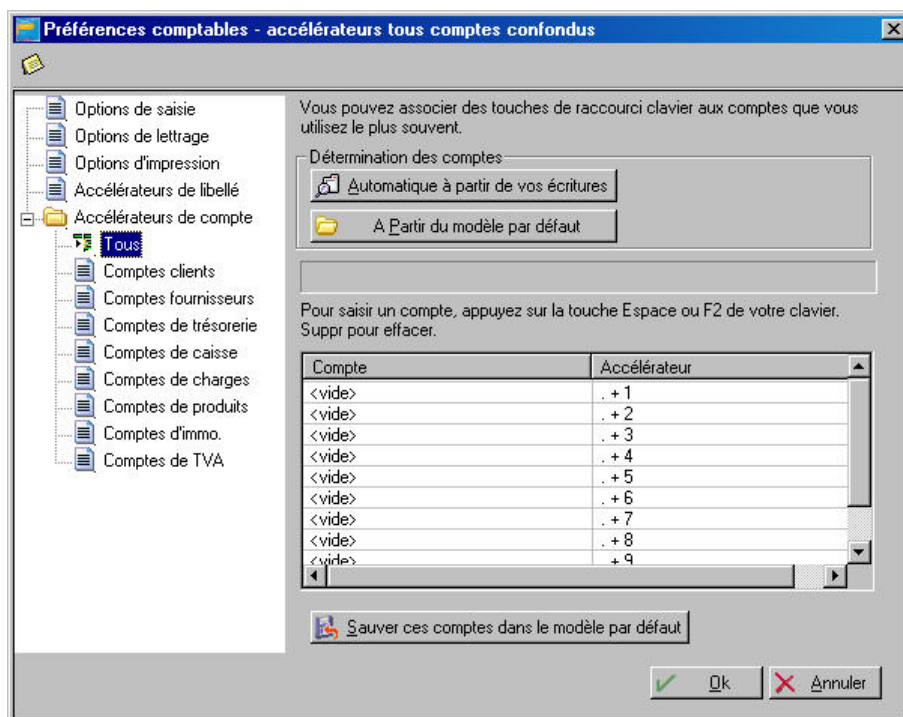 Préférences comptables - accélérateurs tous comptes confondus
Options de saisie
Options de lettrage
Options d'impression
Accélérateurs de libellé
Accélérateurs de compte
Tous
Comptes clients
Comptes fournisseurs
Comptes de trésorerie
Comptes de caisse
Comptes de charges
Comptes de produits
Comptes d'immo.
Comptes de TVA
Vous pouvez associer des touches de raccourci clavier aux comptes que vous
utilisez le plus souvent.
Détermination des comptes
Automatique à partir de vos écritures
A Partir du modèle par défaut
Pour saisir un compte, appuyez sur la touche Espace ou F2 de votre clavier.
Suppr pour effacer.
Compte Accélérateur
<vide> . + 1
<vide> . + 2
<vide> . + 3
<vide> . + 4
<vide> . + 5
<vide> . + 6
<vide> . + 7
<vide> . + 8
<vide> . + 9
Sauver ces comptes dans le modèle par défaut
Ok Annuler